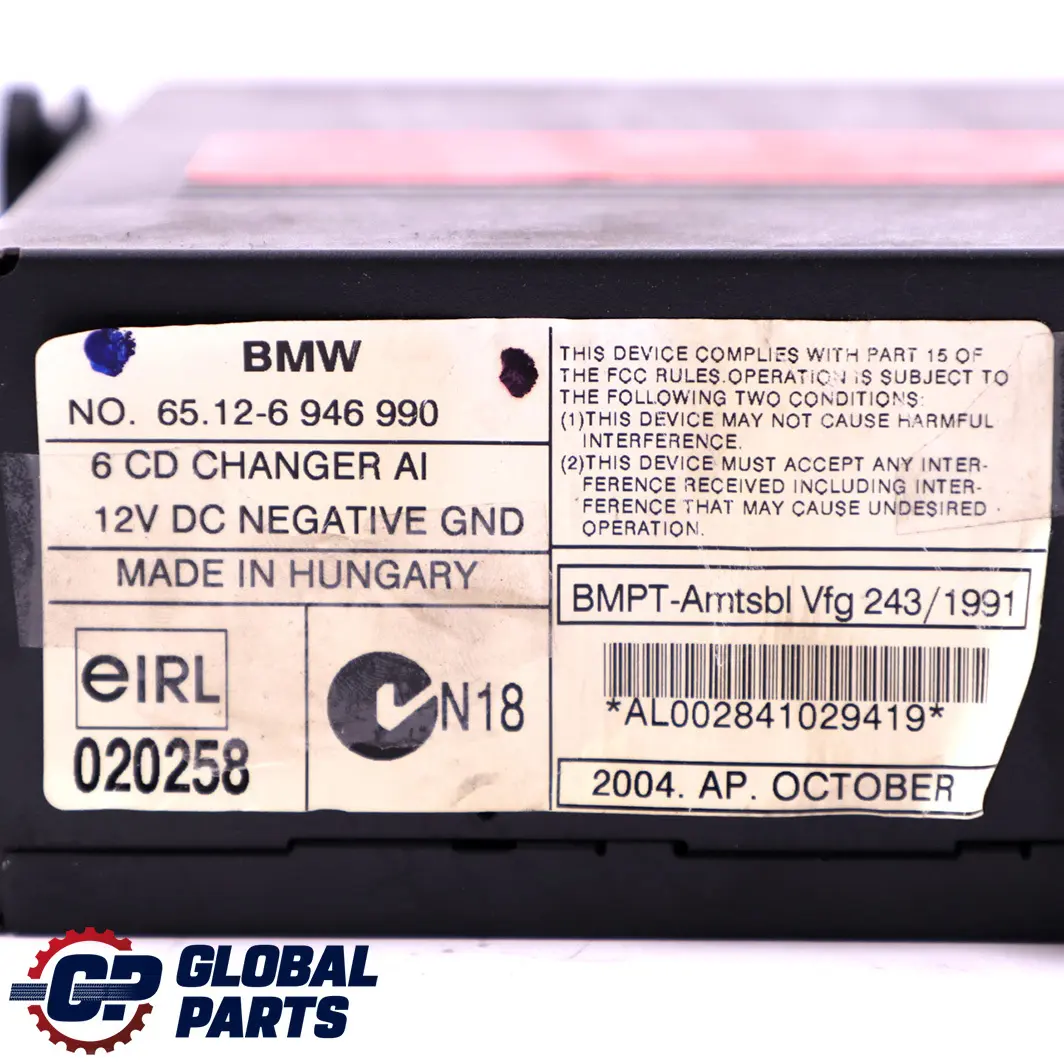 BMW
NO. 65.12-6 946 990
6 CD CHANGER AI
12V DC NEGATIVE GND
MADE IN HUNGARY
eIRL
020258
N18
THIS DEVICE COMPLIES WITH PART 15 OF
THE FCC RULES.OPERATION IS SUBJECT TO
THE FOLLOWING TWO CONDITIONS:
(1)THIS DEVICE MAY NOT CAUSE HARMFUL
INTERFERENCE.
(2)THIS DEVICE MUST ACCEPT ANY INTER-
FERENCE RECEIVED INCLUDING INTER-
FERENCE THAT MAY CAUSE UNDESIRED
OPERATION.
BMPT-Amtsbl Vfg 243/1991
*AL002841029419*
2004. AP. OCTOBER
GP GLOBAL
PARTS